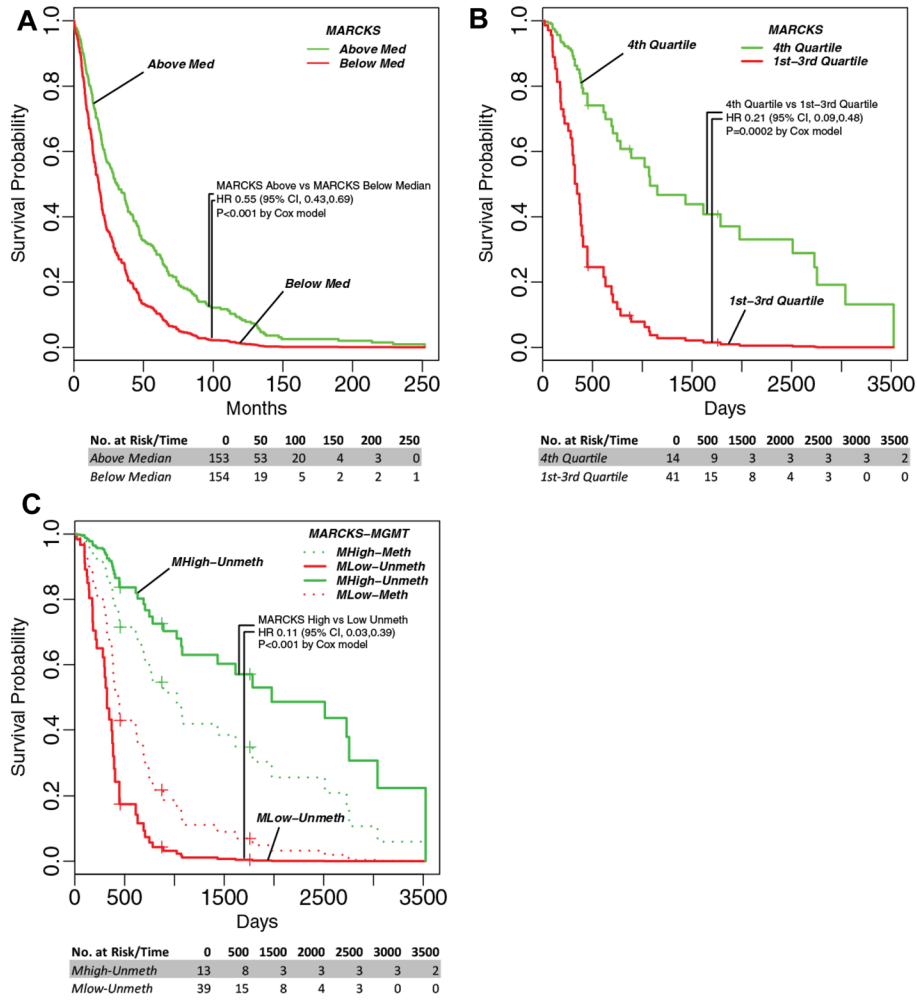 A
MARCKS
Above Med
Below Med
Above Med
MARCKS Above vs MARCKS Below Median
HR 0.55 (95% CI, 0.43,0.69)
P<0.001 by Cox model
Below Med
Survival Probability
0.0 0.2 0.4 0.6 0.8 1.0
0 50 100 150 200 250
Months
No. at Risk/Time 0 50 100 150 200 250
Above Median 153 53 20 4 3 0
Below Median 154 19 5 2 2 1
B
MARCKS
4th Quartile
1st-3rd Quartile
4th Quartile
4th Quartile vs 1st-3rd Quartile
HR 0.21 (95% CI, 0.09,0.48)
P=0.0002 by Cox model
1st-3rd Quartile
Survival Probability
0.0 0.2 0.4 0.6 0.8 1.0
0 500 1500 2500 3500
Days
No. at Risk/Time 0 500 1500 2000 2500 3000 3500
4th Quartile 14 9 3 3 3 3 2
1st-3rd Quartile 41 15 8 4 3 0 0
C
MARCKS-MGMT
MHigh-Meth
MLow-Unmeth
MHigh-Unmeth
MLow-Meth
MHigh-Unmeth
MARCKS High vs Low Unmeth
HR 0.11 (95% CI, 0.03,0.39)
P<0.001 by Cox model
MLow-Unmeth
Survival Probability
0.0 0.2 0.4 0.6 0.8 1.0
0 500 1500 2500 3500
Days
No. at Risk/Time 0 500 1500 2000 2500 3000 3500
Mhigh-Unmeth 13 8 3 3 3 3 2
Mlow-Unmeth 39 15 8 4 3 0 0